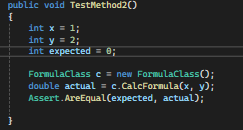 public void TestMethod2()
{
int x = 1;
int y = 2;
int expected = 0;
FormulaClass c = new FormulaClass();
double actual = c.CalcFormula(x, y);
Assert.AreEqual(expected, actual);
}